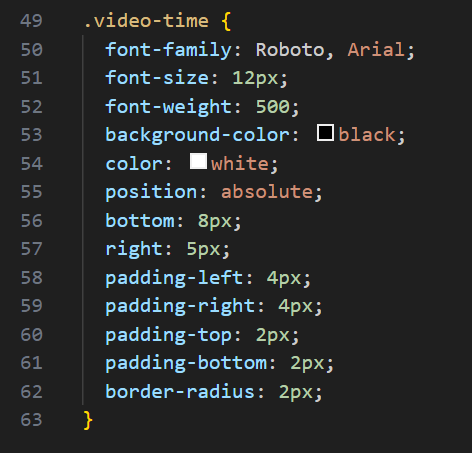 49 .video-time {
50 font-family: Roboto, Arial;
51 font-size: 12px;
52 font-weight: 500;
53 background-color: black;
54 color: white;
55 position: absolute;
56 bottom: 8px;
57 right: 5px;
58 padding-left: 4px;
59 padding-right: 4px;
60 padding-top: 2px;
61 padding-bottom: 2px;
62 border-radius: 2px;
63 }